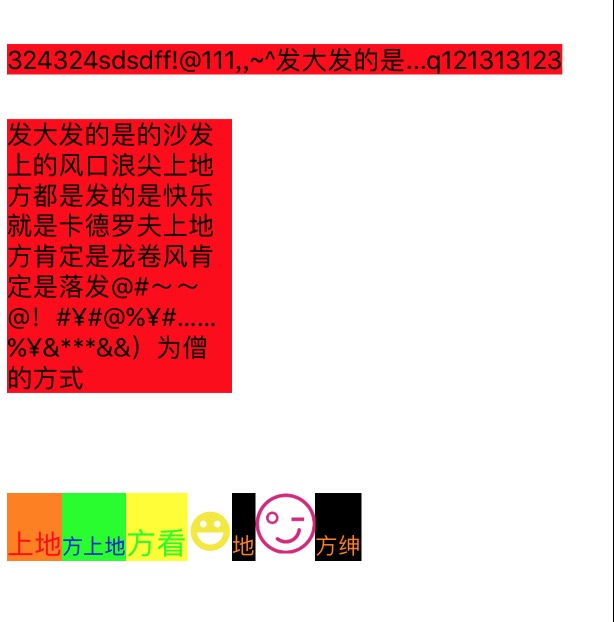 324324sdsdff!@111,,~^发大发的是...q121313123
发大发的是的沙发
上的风口浪尖上地
方都是发的是快乐
就是卡德罗夫上地
方肯定是龙卷风肯
定是落发@#～～
@！#¥#@%¥#……
%¥&***&&）为僧
的方式
上地方上地方看地方绅